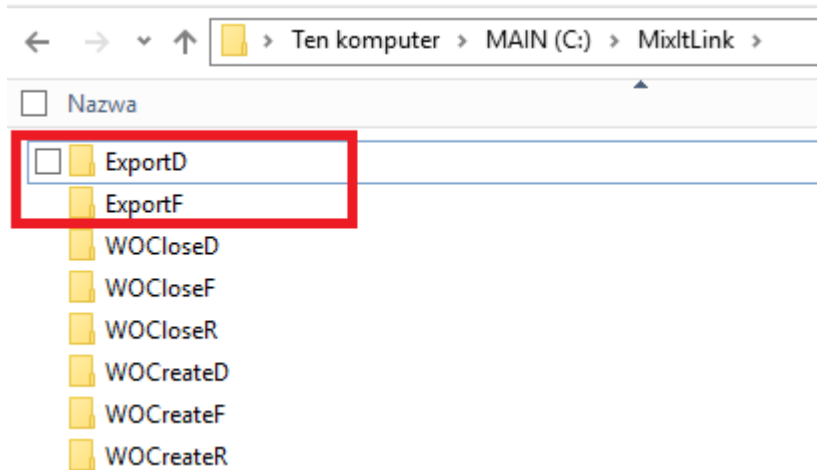 Ten komputer > MAIN (C:) > MixItLink >
Nazwa
ExportD
ExportF
WOCloseD
WOCloseF
WOCloseR
WOCreateD
WOCreateF
WOCreateR